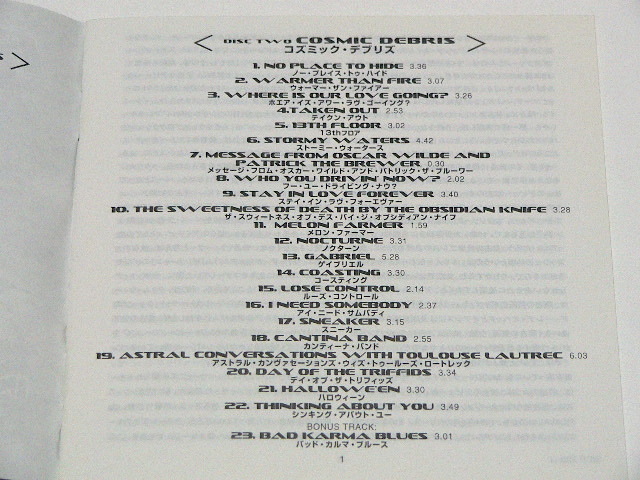 >
< DISC TWO COSMIC DEBRIS >
コズミック・デブリズ
1. NO PLACE TO HIDE 3.36
ノー・プレイス・トゥ・ハイド
2. WARMER THAN FIRE 3.07
ウォーマー・ザン・ファイアー
3. WHERE IS OUR LOVE GOING? 3.26
ホエア・イズ・アワー・ラヴ・ゴーイング?
4. TAKEN OUT 2.53
テイクン・アウト
5. 13TH FLOOR 3.02
13thフロア
6. STORMY WATERS 4.42
ストーミー・ウォータース
7. MESSAGE FROM OSCAR WILDE AND
PATRICK THE BREWER 0.30
メッセージ・フロム・オスカー・ワイルド・アンド・パトリック・ザ・ブルーワー
8. WHO YOU DRIVIN' NOW? 2.02
フー・ユー・ドライビング・ナウ?
9. STAY IN LOVE FOREVER 3.40
ステイ・イン・ラヴ・フォーエヴァー
10. THE SWEETNESS OF DEATH BY THE OBSIDIAN KNIFE 3.28
ザ・スウィートネス・オブ・デス・バイ・ジ・オブシディアン・ナイフ
11. MELON FARMER 1.59
メロン・ファーマー
12. NOCTURNE 3.31
ノクターン
13. GABRIEL 5.28
ゲイブリエル
14. COASTING 3.30
コースティング
15. LOSE CONTROL 2.14
ルーズ・コントロール
16. I NEED SOMEBODY 2.37
アイ・ニード・サムバディ
17. SNEAKER 3.15
スニーカー
18. CANTINA BAND 2.55
カンティーナ・バンド
19. ASTRAL CONVERSATIONS WITH TOULOUSE LAUTREC 6.03
アストラル・カンヴァセーションズ・ウィズ・トゥールーズ・ロートレック
20. DAY OF THE TRIFFIDS 3.34
デイ・オブ・ザ・トリフィッズ
21. HALLOWE'EN 3.30
ハロウィーン
22. THINKING ABOUT YOU 3.49
シンキング・アバウト・ユー
BONUS TRACK:
23. BAD KARMA BLUES 3.01
バッド・カルマ・ブルース
1